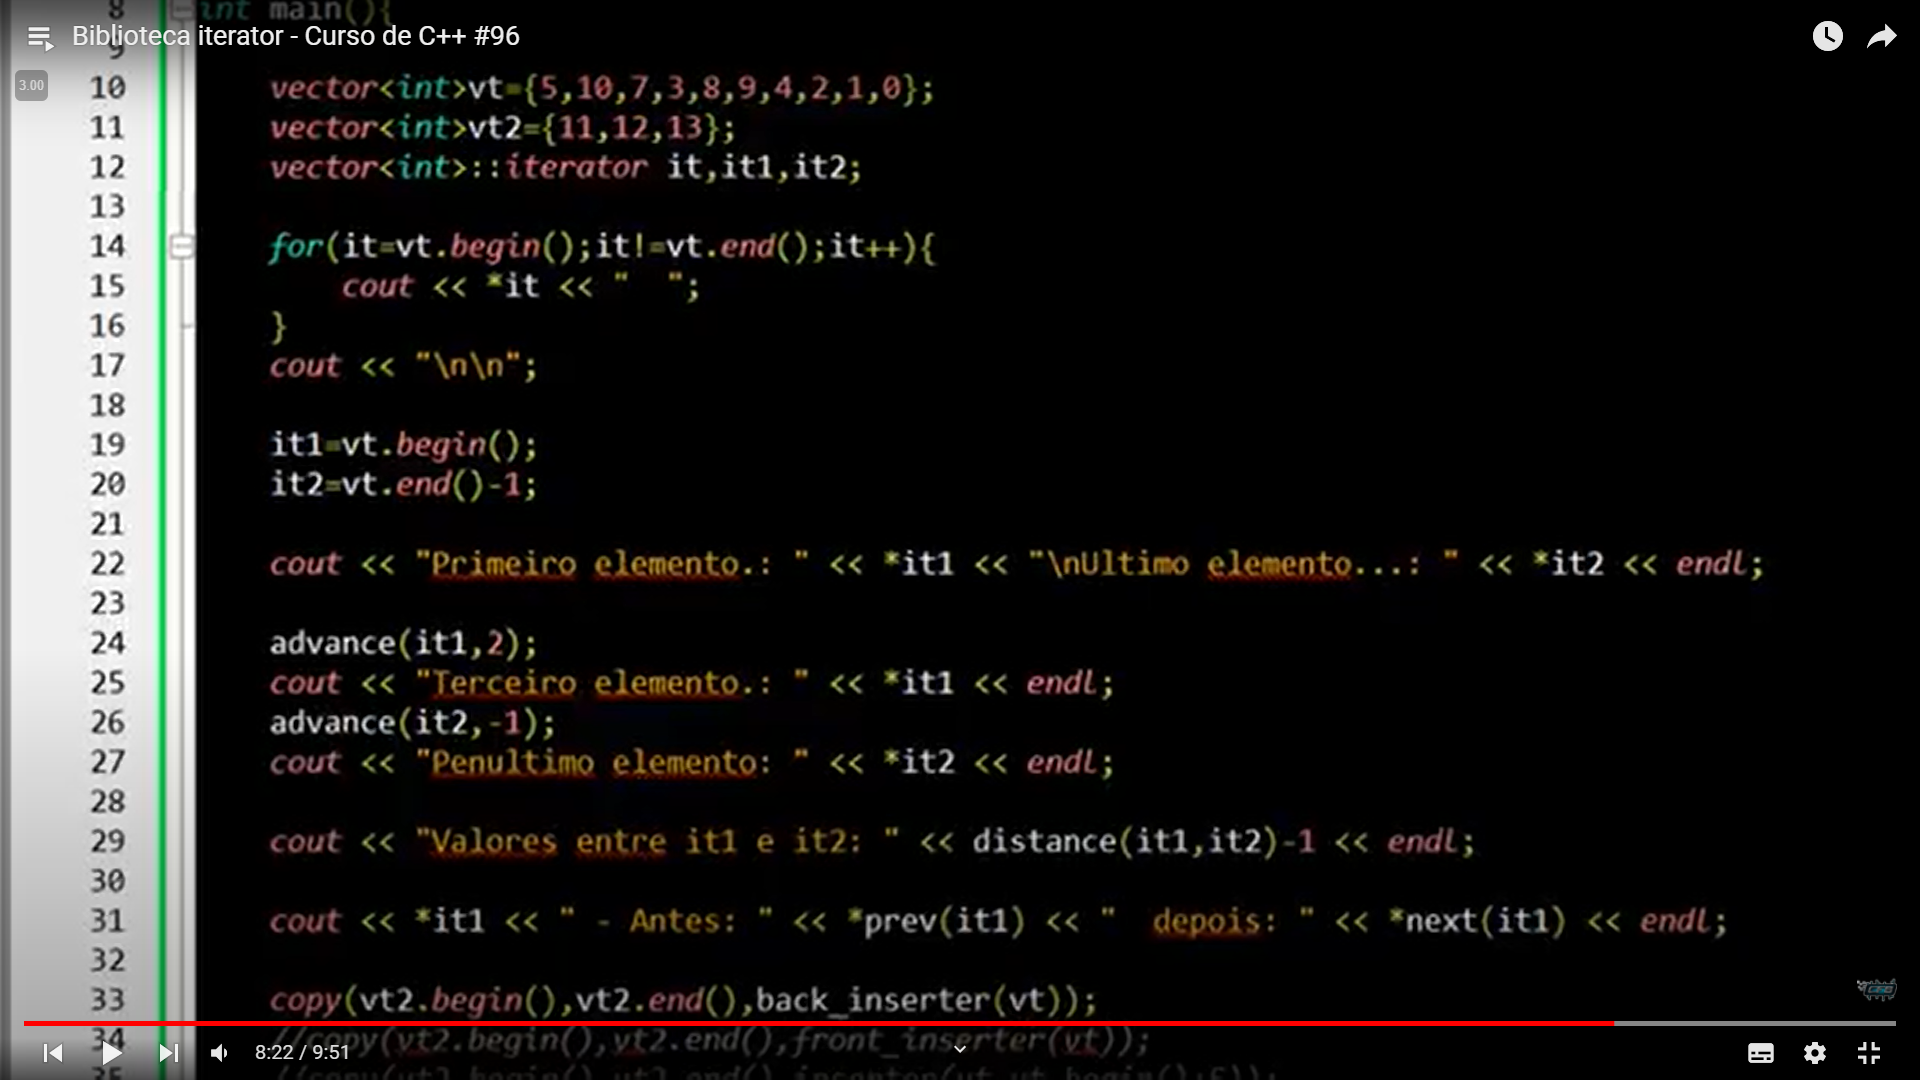 8 int main(){
Biblioteca iterator - Curso de C++ #96
9
3.00
10 vector<int>vt={5,10,7,3,8,9,4,2,1,0};
11 vector<int>vt2={11,12,13};
12 vector<int>::iterator it,it1,it2;
13
14 for(it=vt.begin();it!=vt.end();it++){
15 cout << *it << "  ";
16 }
17 cout << "\n\n";
18
19 it1=vt.begin();
20 it2=vt.end()-1;
21
22 cout << "Primeiro elemento.: " << *it1 << "\nUltimo elemento...: " << *it2 << endl;
23
24 advance(it1,2);
25 cout << "Terceiro elemento.: " << *it1 << endl;
26 advance(it2,-1);
27 cout << "Penultimo elemento: " << *it2 << endl;
28
29 cout << "Valores entre it1 e it2: " << distance(it1,it2)-1 << endl;
30
31 cout << *it1 << " - Antes: " << *prev(it1) << "  depois: " << *next(it1) << endl;
32
33 copy(vt2.begin(),vt2.end(),back_inserter(vt));
34 //copy(vt2.begin(),vt2.end(),front_inserter(vt));
8:22 / 9:51